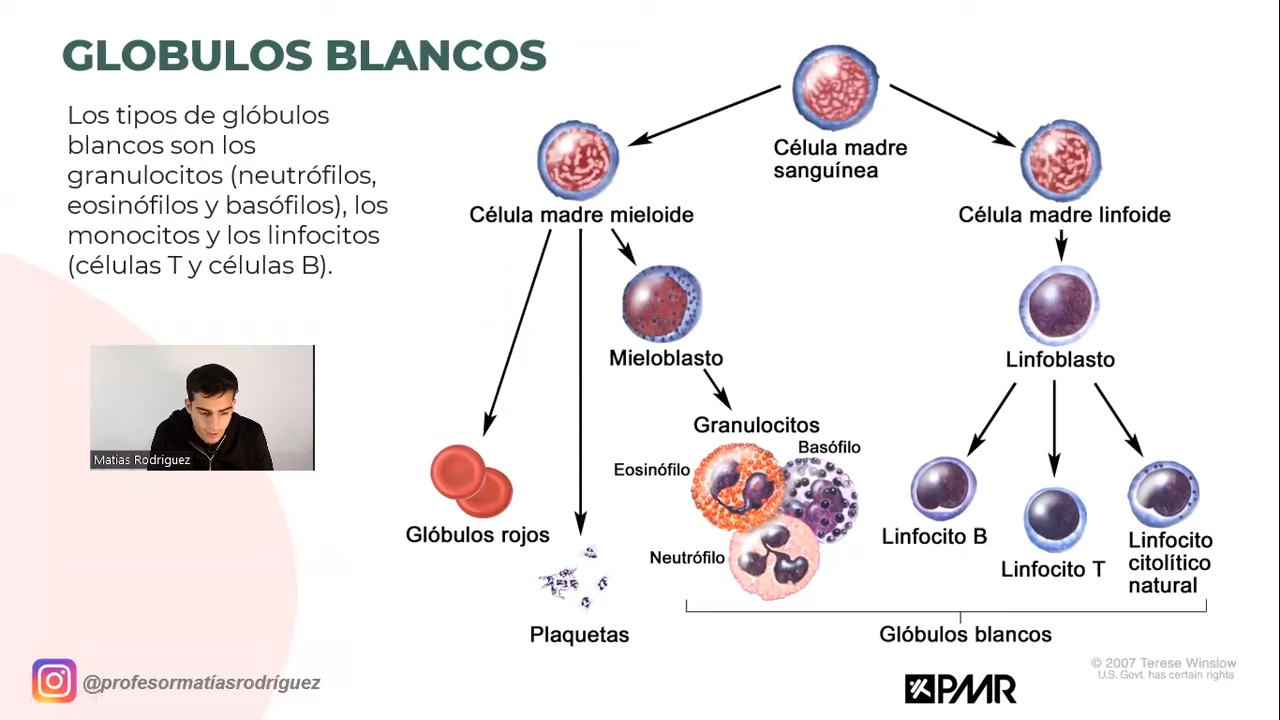 GLOBULOS BLANCOS
Los tipos de glóbulos
blancos son los
granulocitos (neutrófilos,
eosinófilos y basófilos), los
monocitos y los linfocitos
(células T y células B).
Matias Rodriguez
Célula madre
sanguínea
Célula madre mieloide
Célula madre linfoide
Mieloblasto
Linfoblasto
Granulocitos
Basófilo
Eosinófilo
Neutrófilo
Glóbulos rojos
Plaquetas
Linfocito B
Linfocito T
Linfocito
citolítico
natural
Glóbulos blancos
© 2007 Terese Winslow
U.S. Govt. has certain rights
@profesormatíasrodríguez
PMR